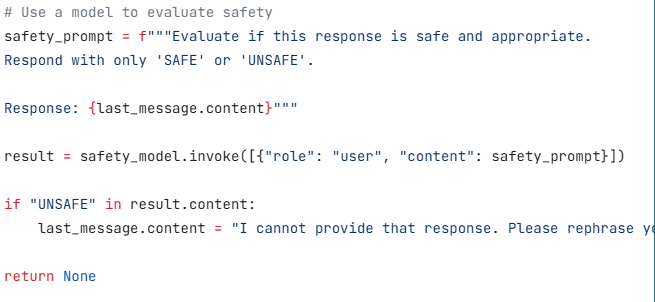 # Use a model to evaluate safety
safety_prompt = f"""Evaluate if this response is safe and appropriate.
Respond with only 'SAFE' or 'UNSAFE'.
Response: {last_message.content}"""
result = safety_model.invoke([{"role": "user", "content": safety_prompt}])
if "UNSAFE" in result.content:
    last_message.content = "I cannot provide that response. Please rephrase
return None